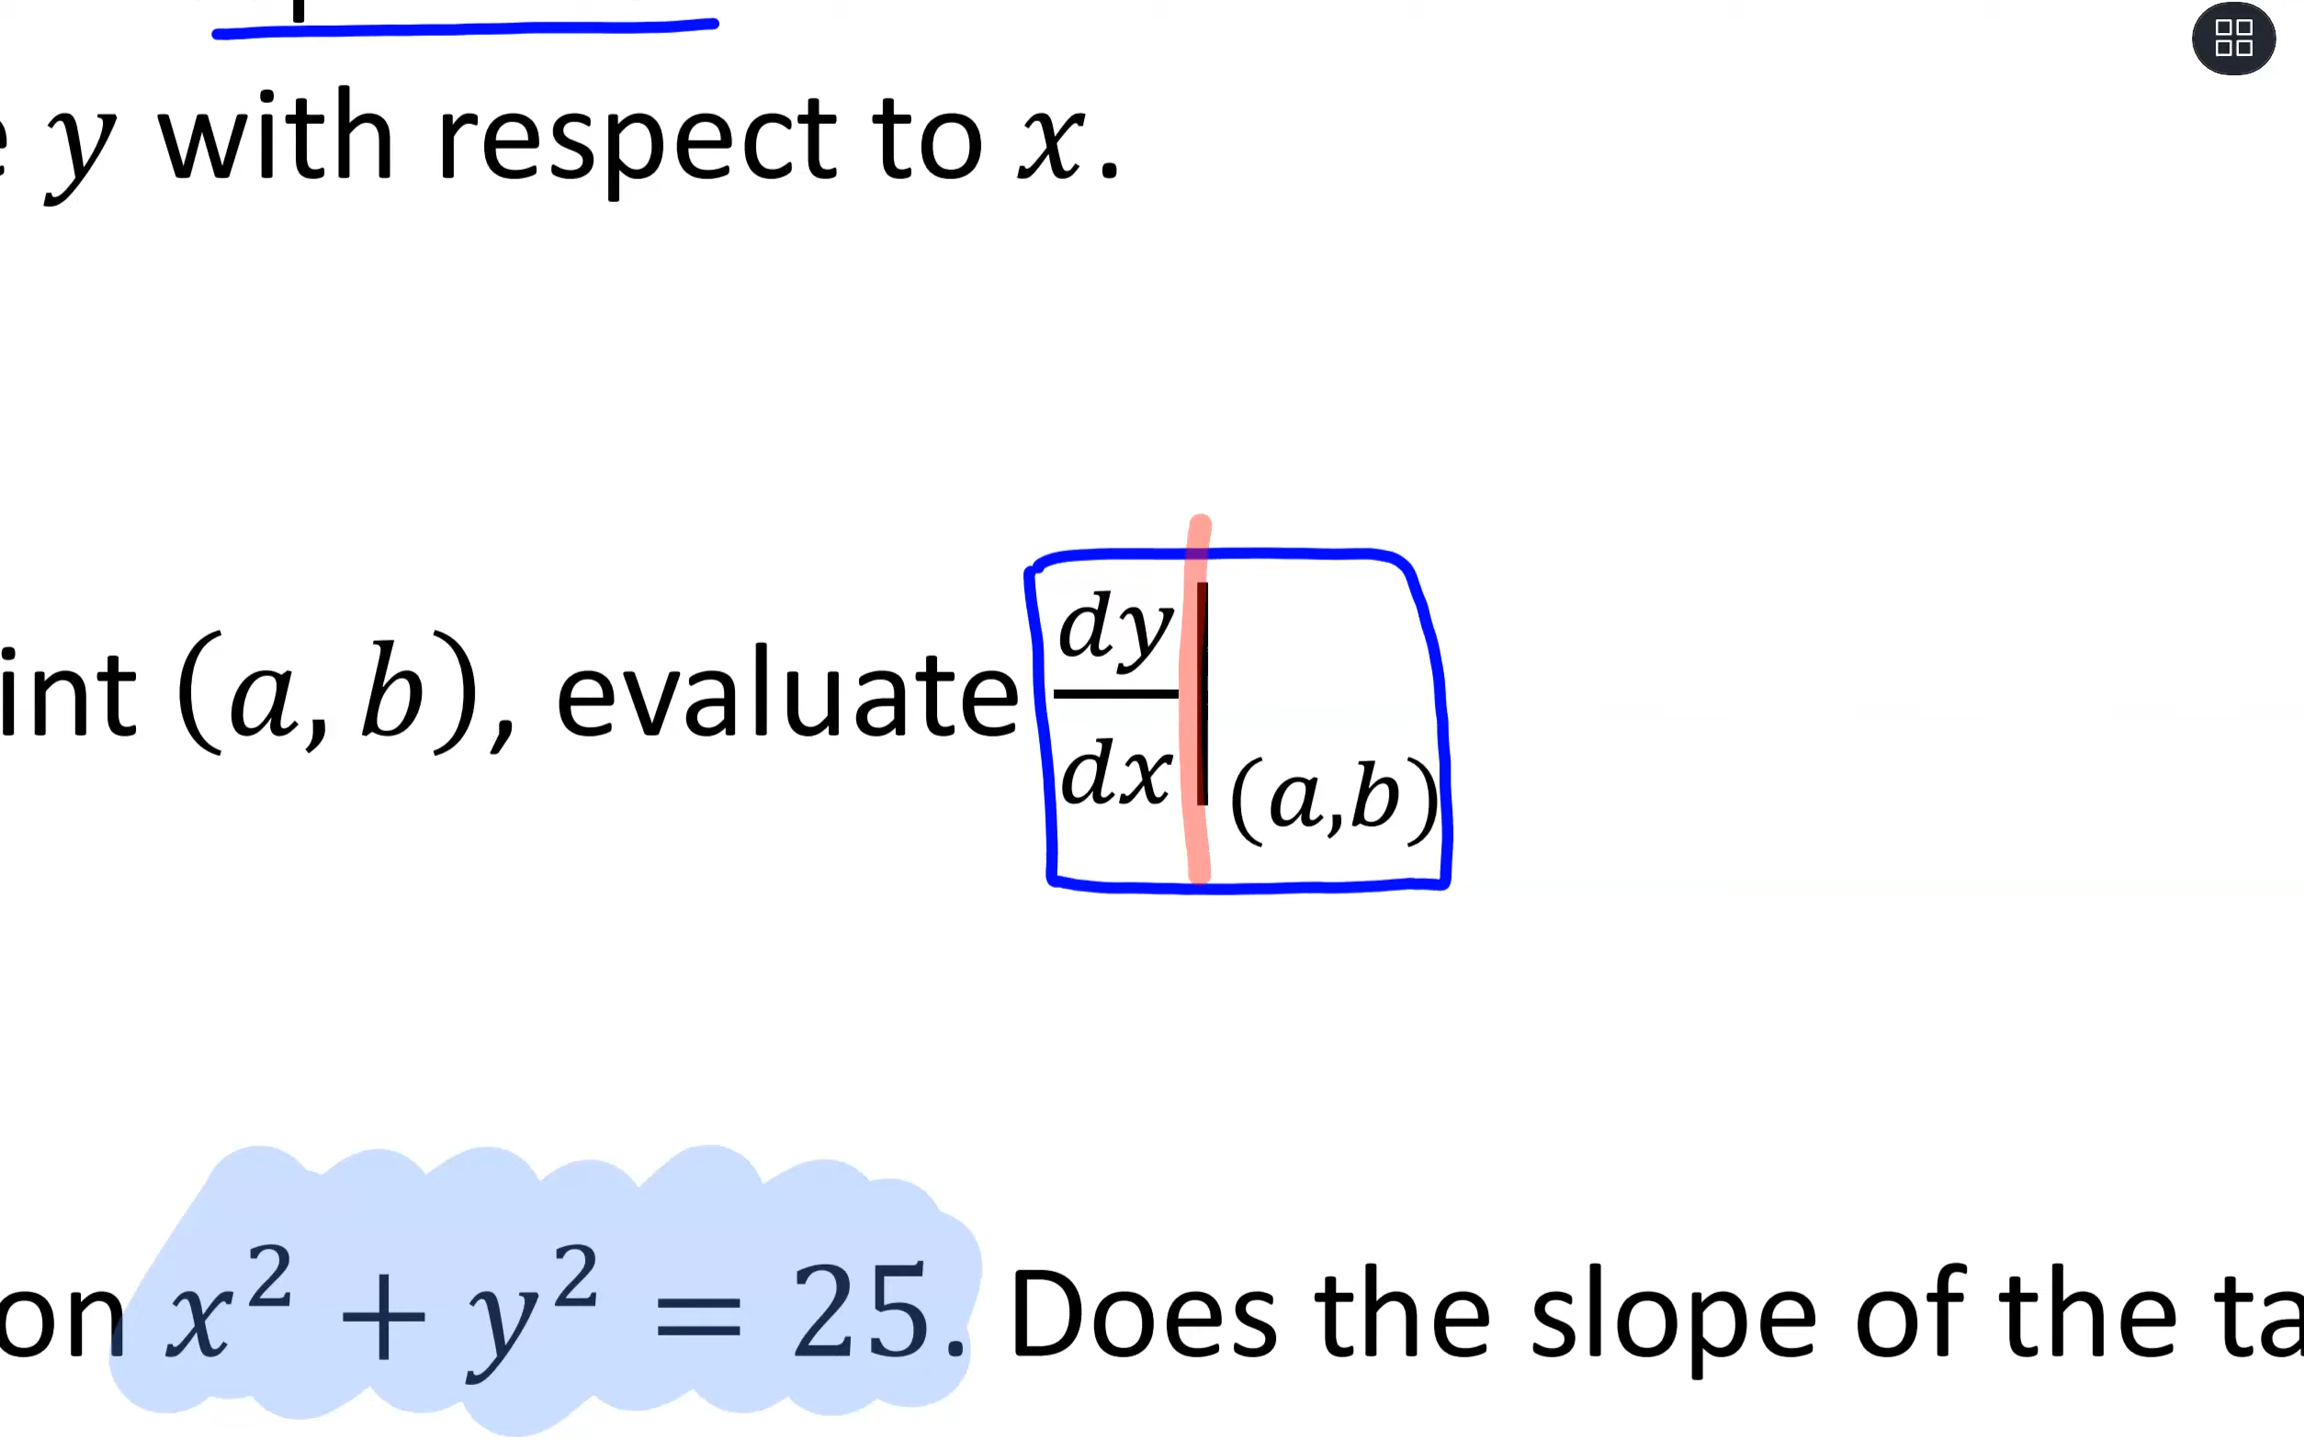 y with respect to x.
int (a, b), evaluate dy/dx |(a,b)
on x² + y² = 25. Does the slope of the ta